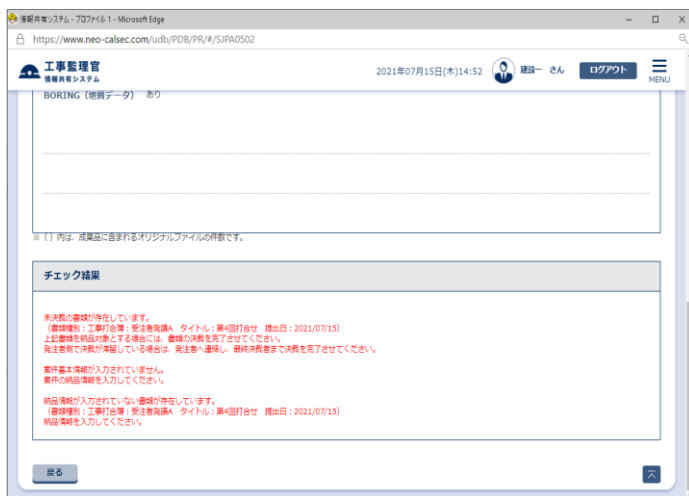 情報共有システム - プロファイル 1 - Microsoft Edge
https://www.neo-calsec.com/udb/PDB/PR/#/SJPA0502
工事監理官
情報共有システム
2021年07月15日(木)14:52
建設一 さん
ログアウト
MENU
BORING（地質データ） あり
※ ( ) 内は、成果品に含まれるオリジナルファイルの件数です。
チェック結果
未決裁の書類が存在しています。
（書類種別：工事打合簿：受注者発議A タイトル：第4回打合せ 提出日：2021/07/15）
上記書類を納品対象とする場合には、書類の決裁を完了させてください。
発注者側で決裁が滞留している場合は、発注者へ連絡し、最終決裁者まで決裁を完了させてください。
案件基本情報が入力されていません。
案件の納品情報を入力してください。
納品情報が入力されていない書類が存在しています。
（書類種別：工事打合簿：受注者発議A タイトル：第4回打合せ 提出日：2021/07/15）
納品情報を入力してください。
戻る